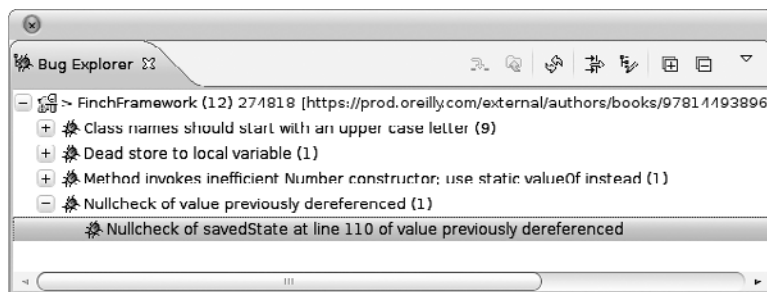 Bug Explorer
> FinchFramework (12) 274818 [https://prod.oreilly.com/external/authors/books/97814493896
Class names should start with an upper case letter (9)
Dead store to local variable (1)
Method invokes inefficient Number constructor; use static valueOf instead (1)
Nullcheck of value previously dereferenced (1)
Nullcheck of savedState at line 110 of value previously dereferenced